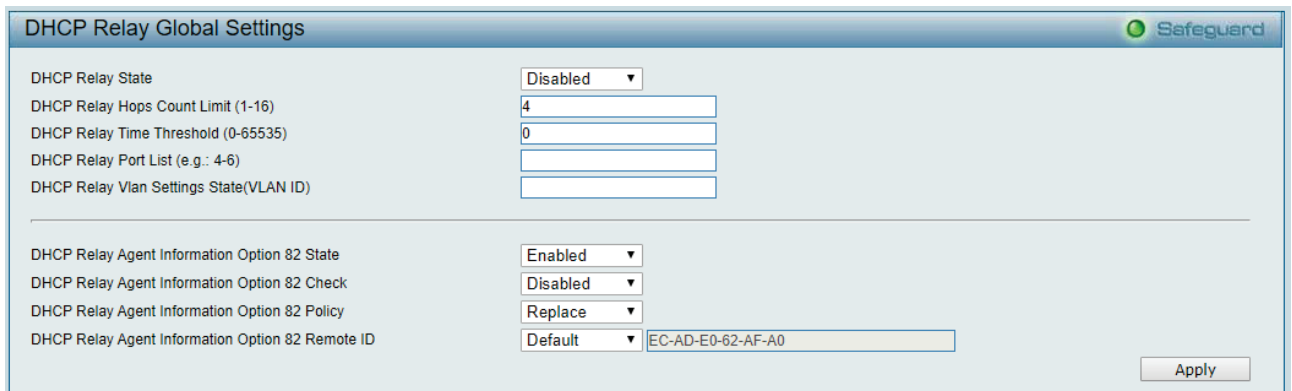 DHCP Relay Global Settings Safeguard
DHCP Relay State Disabled
DHCP Relay Hops Count Limit (1-16) 4
DHCP Relay Time Threshold (0-65535) 0
DHCP Relay Port List (e.g.: 4-6)
DHCP Relay Vlan Settings State(VLAN ID)
DHCP Relay Agent Information Option 82 State Enabled
DHCP Relay Agent Information Option 82 Check Disabled
DHCP Relay Agent Information Option 82 Policy Replace
DHCP Relay Agent Information Option 82 Remote ID Default EC-AD-E0-62-AF-A0
Apply